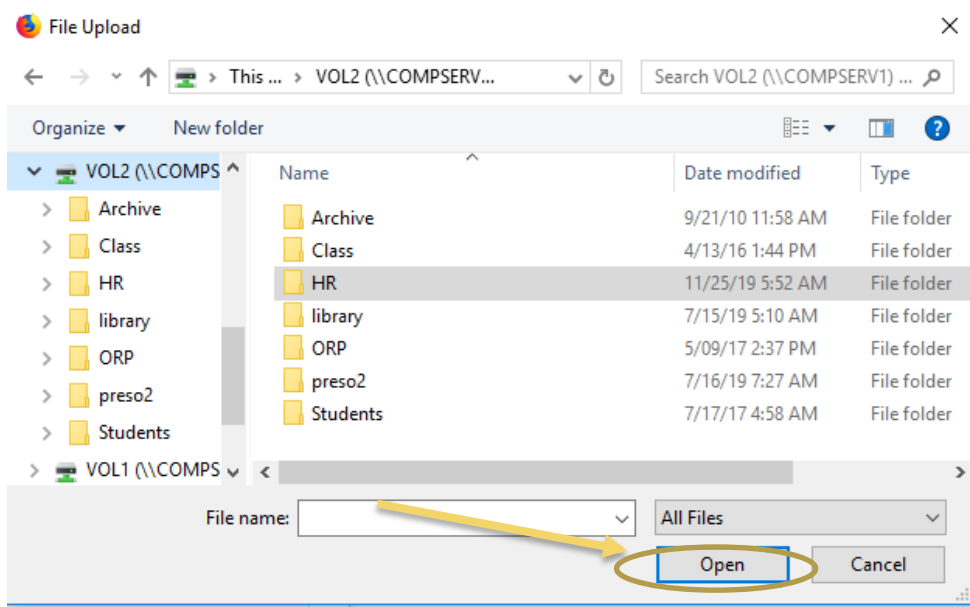 File Upload
This ... VOL2 (\\COMPSERV... Search VOL2 (\\COMPSERV1) ...
Organize New folder ?
VOL2 (\\COMPS
Archive
Class
HR
library
ORP
preso2
Students
VOL1 (\\COMPS
Name Date modified Type
Archive 9/21/10 11:58 AM File folder
Class 4/13/16 1:44 PM File folder
HR 11/25/19 5:52 AM File folder
library 7/15/19 5:10 AM File folder
ORP 5/09/17 2:37 PM File folder
preso2 7/16/19 7:27 AM File folder
Students 7/17/17 4:58 AM File folder
File name: All Files
Open Cancel